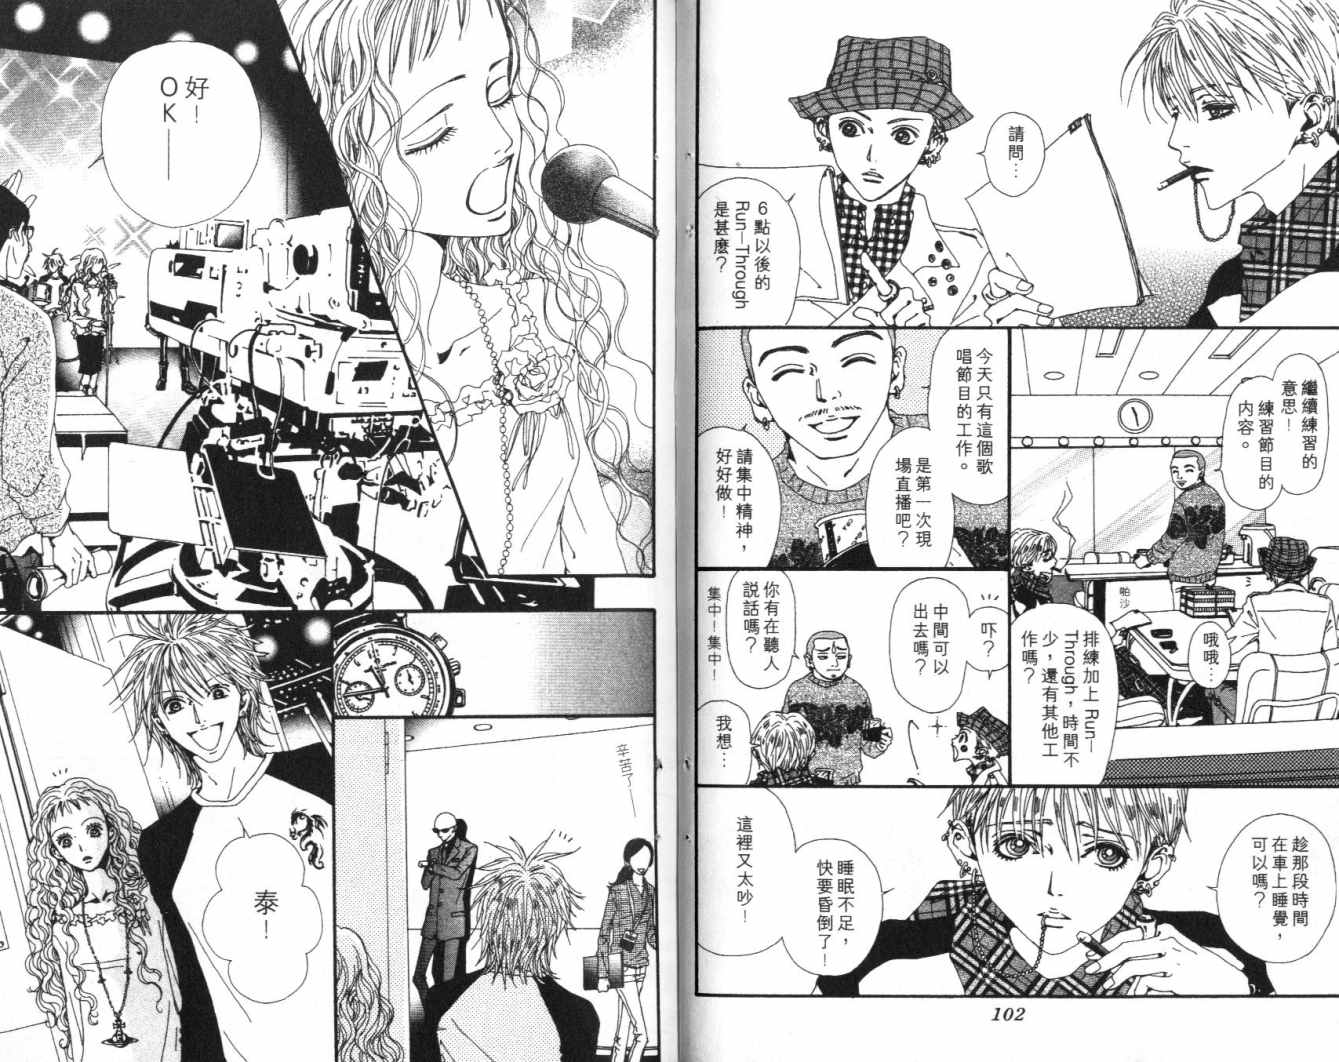 請問…
6點以後的
Run—Through
是甚麼？
繼續練習的
意思！
練習節目的
內容。
哦哦…
帕沙
排練加上 Run—
Through，時間不
少，還有其他工
作嗎？
今天只有這個歌
唱節目的工作。
是第一次現
場直播吧？
請集中精神，
好好做！
吓？
中間可以
出去嗎？
你有在聽人
說話嗎？
集中！集中！
我想…
趁那段時間
在車上睡覺，
可以嗎？
睡眠不足，
快要昏倒了！
這裡又太吵！
102
好！
OK——
辛苦了——
泰！